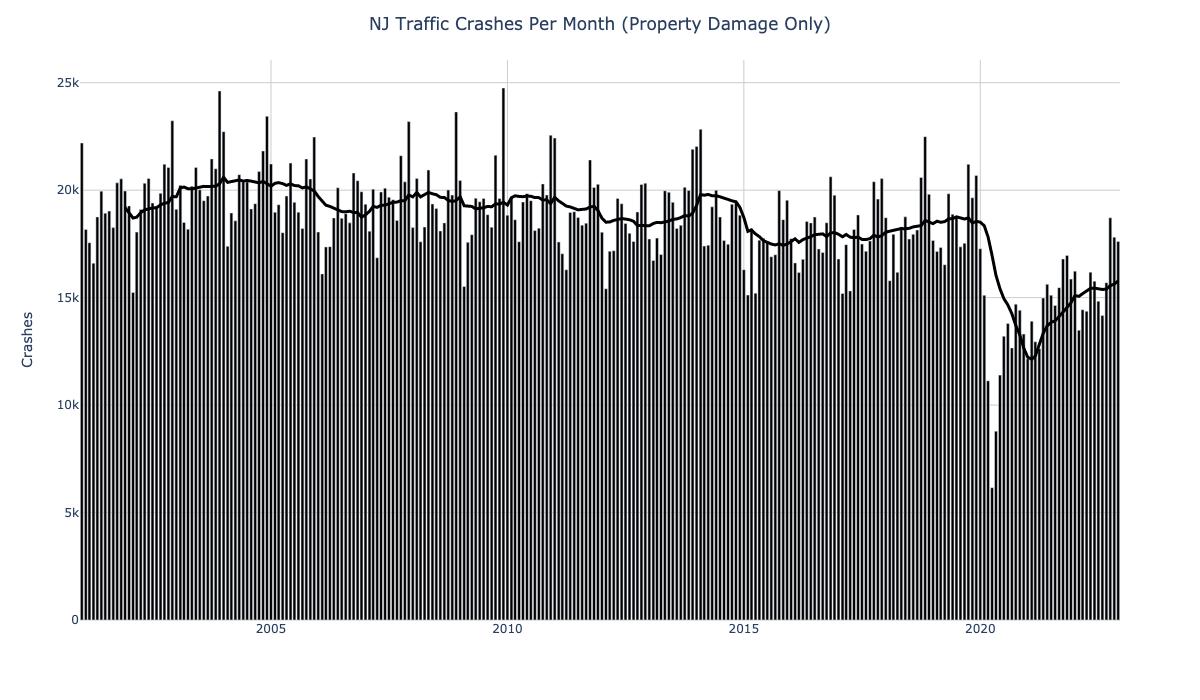 NJ Traffic Crashes Per Month (Property Damage Only)
25k
20k
15k
10k
5k
0
Crashes
2005 2010 2015 2020